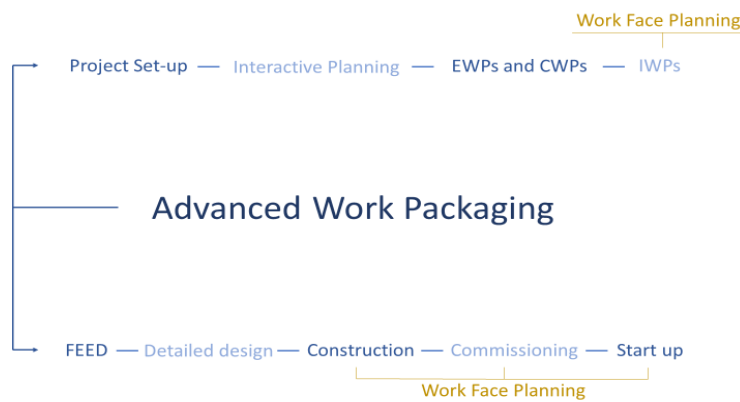 Work Face Planning
Project Set-up — Interactive Planning — EWPs and CWPs — IWPs
Advanced Work Packaging
FEED — Detailed design — Construction — Commissioning — Start up
Work Face Planning